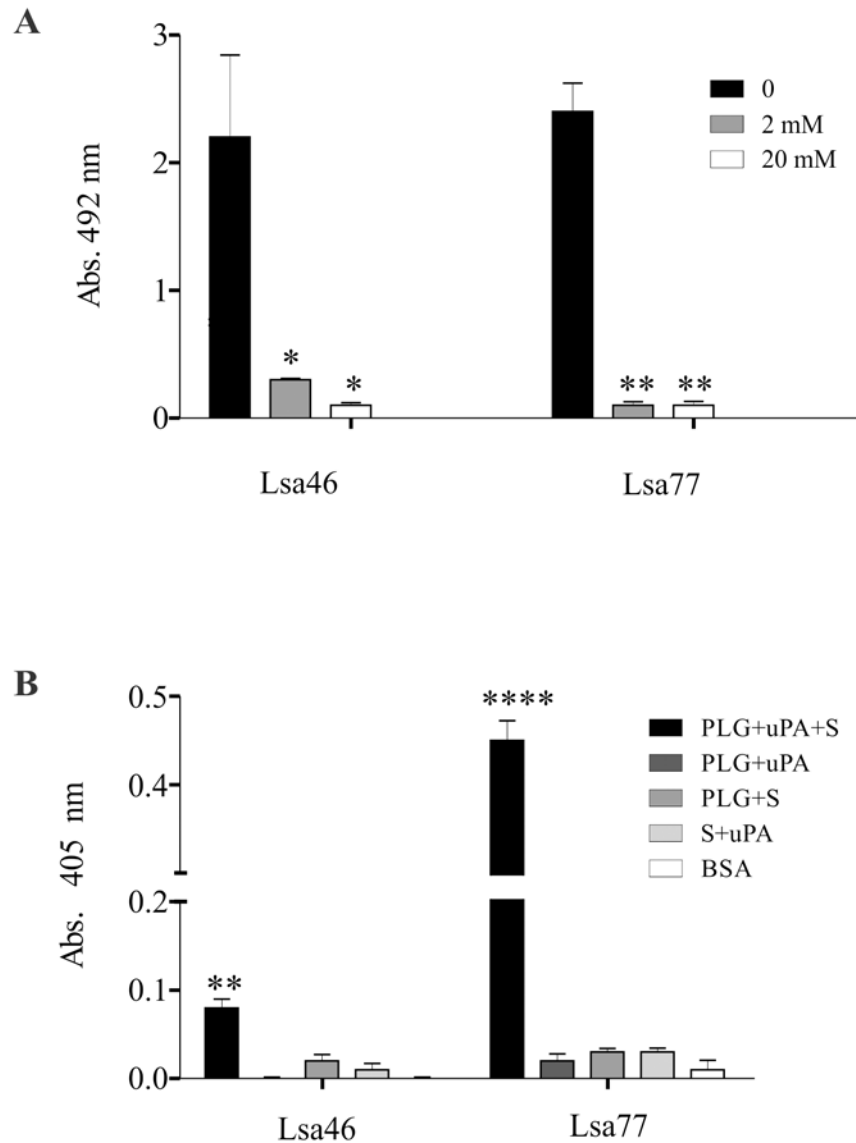 A
3
2
1
0
Abs. 492 nm
0
2 mM
20 mM
*
*
**
**
Lsa46
Lsa77
B
0.5
0.4
0.2
0.1
0.0
Abs. 405 nm
****
**
PLG+uPA+S
PLG+uPA
PLG+S
S+uPA
BSA
Lsa46
Lsa77